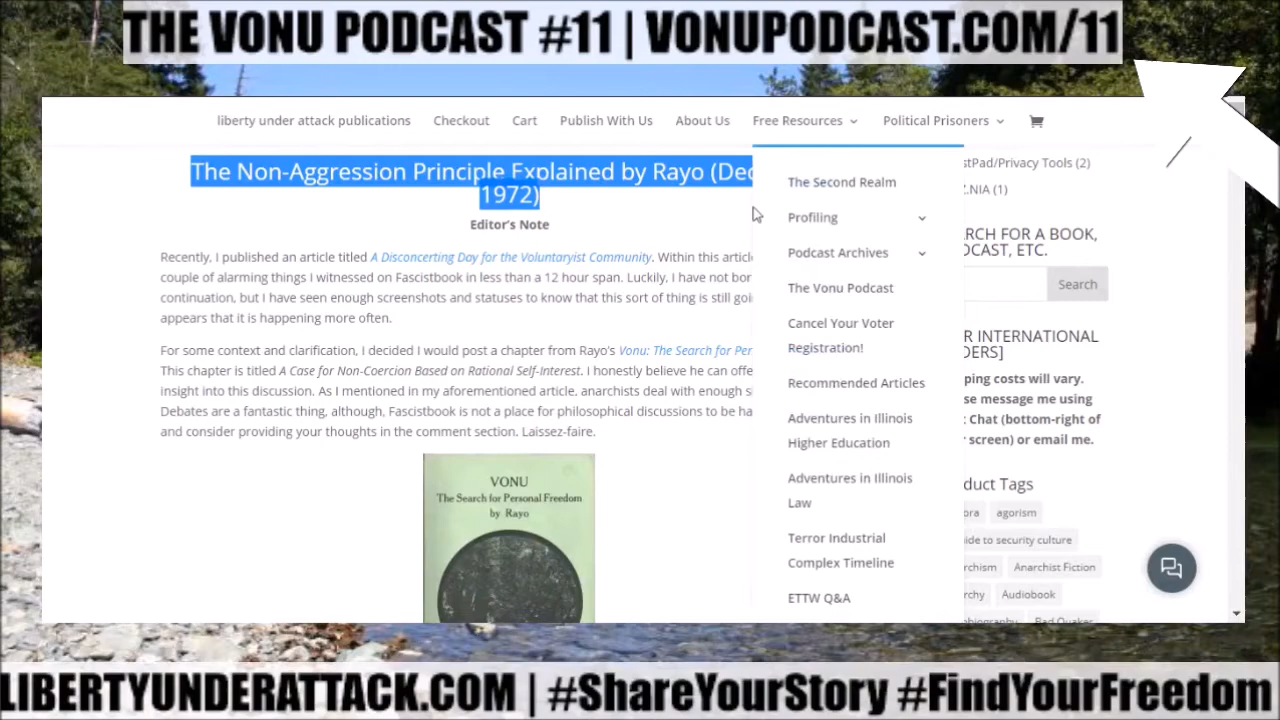 THE VONU PODCAST #11 | VONUPODCAST.COM/11
liberty under attack publications Checkout Cart Publish With Us About Us Free Resources Political Prisoners
The Non-Aggression Principle Explained by Rayo (Dec
1972)
Editor's Note
Recently, I published an article titled A Disconcerting Day for the Voluntaryist Community. Within this article
couple of alarming things I witnessed on Fascistbook in less than a 12 hour span. Luckily, I have not
continuation, but I have seen enough screenshots and statuses to know that this sort of thing is still
appears that it is happening more often.
For some context and clarification, I decided I would post a chapter from Rayo's Vonu: The Search for
This chapter is titled A Case for Non-Coercion Based on Rational Self-Interest. I honestly believe he can
insight into this discussion. As I mentioned in my aforementioned article, anarchists deal with enough
Debates are a fantastic thing, although, Fascistbook is not a place for philosophical discussions to be
and consider providing your thoughts in the comment section. Laissez-faire.
VONU
The Search for Personal Freedom
by Rayo
The Second Realm
Profiling
Podcast Archives
The Vonu Podcast
Cancel Your Voter
Registration!
Recommended Articles
Adventures in Illinois
Higher Education
Adventures in Illinois
Law
Terror Industrial
Complex Timeline
ETTW Q&A
stPad/Privacy Tools (2)
Z.NIA (1)
ARCH FOR A BOOK,
DCAST, ETC.
Search
R INTERNATIONAL
DERS]
ping costs will vary.
se message me using
Chat (bottom-right of
screen) or email me.
duct Tags
ora agorism
ide to security culture
rchism Anarchist Fiction
rchy Audiobook
Bad Quaker
LIBERTYUNDERATTACK.COM | #ShareYourStory #FindYourFreedom